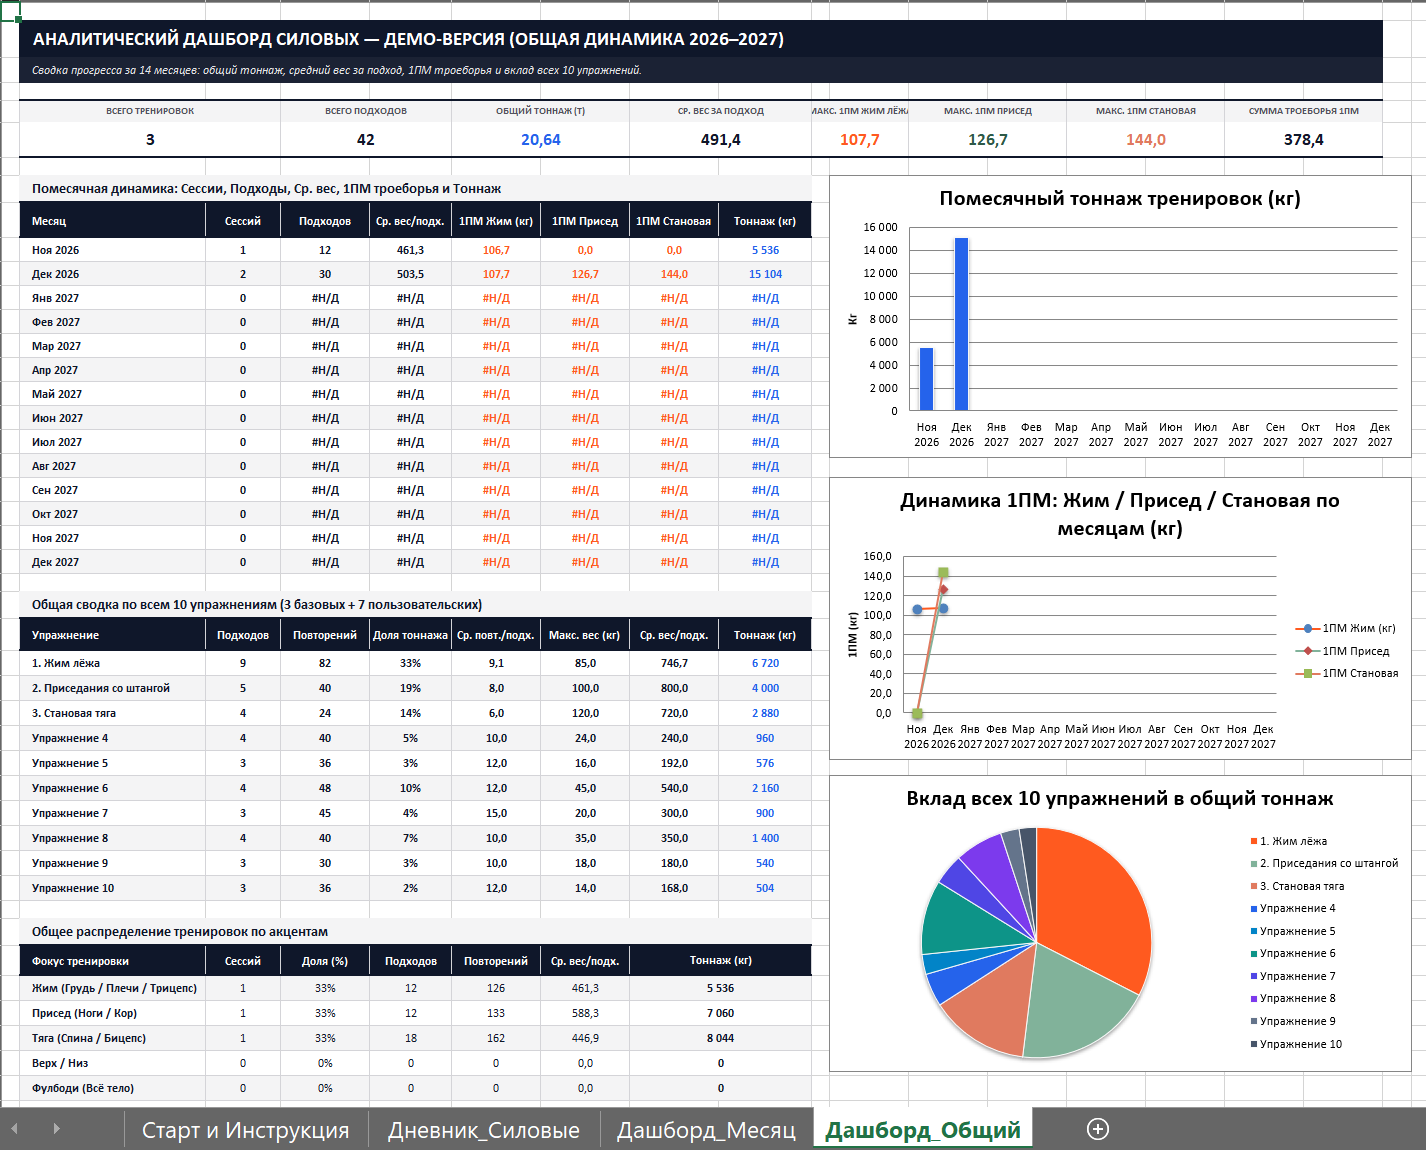 АНАЛИТИЧЕСКИЙ ДАШБОРД СИЛОВЫХ — ДЕМО-ВЕРСИЯ (ОБЩАЯ ДИНАМИКА 2026–2027)
Сводка прогресса за 14 месяцев: общий тоннаж, средний вес за подход, 1ПМ троеборья и вклад всех 10 упражнений.
ВСЕГО ТРЕНИРОВОК ВСЕГО ПОДХОДОВ ОБЩИЙ ТОННАЖ (Т) СР. ВЕС ЗА ПОДХОД МАКС. 1ПМ ЖИМ ЛЁЖА МАКС. 1ПМ ПРИСЕД МАКС. 1ПМ СТАНОВАЯ СУММА ТРОЕБОРЬЯ 1ПМ
3 42 20,64 491,4 107,7 126,7 144,0 378,4
Помесячная динамика: Сессии, Подходы, Ср. вес, 1ПМ троеборья и Тоннаж
Месяц Сессий Подходов Ср. вес/подх. 1ПМ Жим (кг) 1ПМ Присед 1ПМ Становая Тоннаж (кг)
Ноя 2026 1 12 461,3 106,7 0,0 0,0 5 536
Дек 2026 2 30 503,5 107,7 126,7 144,0 15 104
Янв 2027 0 #Н/Д #Н/Д #Н/Д #Н/Д #Н/Д #Н/Д
Фев 2027 0 #Н/Д #Н/Д #Н/Д #Н/Д #Н/Д #Н/Д
Мар 2027 0 #Н/Д #Н/Д #Н/Д #Н/Д #Н/Д #Н/Д
Апр 2027 0 #Н/Д #Н/Д #Н/Д #Н/Д #Н/Д #Н/Д
Май 2027 0 #Н/Д #Н/Д #Н/Д #Н/Д #Н/Д #Н/Д
Июн 2027 0 #Н/Д #Н/Д #Н/Д #Н/Д #Н/Д #Н/Д
Июл 2027 0 #Н/Д #Н/Д #Н/Д #Н/Д #Н/Д #Н/Д
Авг 2027 0 #Н/Д #Н/Д #Н/Д #Н/Д #Н/Д #Н/Д
Сен 2027 0 #Н/Д #Н/Д #Н/Д #Н/Д #Н/Д #Н/Д
Окт 2027 0 #Н/Д #Н/Д #Н/Д #Н/Д #Н/Д #Н/Д
Ноя 2027 0 #Н/Д #Н/Д #Н/Д #Н/Д #Н/Д #Н/Д
Дек 2027 0 #Н/Д #Н/Д #Н/Д #Н/Д #Н/Д #Н/Д
Общая сводка по всем 10 упражнениям (3 базовых + 7 пользовательских)
Упражнение Подходов Повторений Доля тоннажа Ср. повт./подх. Макс. вес (кг) Ср. вес/подх. Тоннаж (кг)
1. Жим лёжа 9 82 33% 9,1 85,0 746,7 6 720
2. Приседания со штангой 5 40 19% 8,0 100,0 800,0 4 000
3. Становая тяга 4 24 14% 6,0 120,0 720,0 2 880
Упражнение 4 4 40 5% 10,0 24,0 240,0 960
Упражнение 5 3 36 3% 12,0 16,0 192,0 576
Упражнение 6 4 48 10% 12,0 45,0 540,0 2 160
Упражнение 7 3 45 4% 15,0 20,0 300,0 900
Упражнение 8 4 40 7% 10,0 35,0 350,0 1 400
Упражнение 9 3 30 3% 10,0 18,0 180,0 540
Упражнение 10 3 36 2% 12,0 14,0 168,0 504
Общее распределение тренировок по акцентам
Фокус тренировки Сессий Доля (%) Подходов Повторений Ср. вес/подх. Тоннаж (кг)
Жим (Грудь / Плечи / Трицепс) 1 33% 12 126 461,3 5 536
Присед (Ноги / Кор) 1 33% 12 133 588,3 7 060
Тяга (Спина / Бицепс) 1 33% 18 162 446,9 8 044
Верх / Низ 0 0% 0 0 0,0 0
Фулбоди (Всё тело) 0 0% 0 0 0,0 0
Помесячный тоннаж тренировок (кг)
Кг
16 000
14 000
12 000
10 000
8 000
6 000
4 000
2 000
0
Ноя Дек Янв Фев Мар Апр Май Июн Июл Авг Сен Окт Ноя Дек
2026 2026 2027 2027 2027 2027 2027 2027 2027 2027 2027 2027 2027 2027
Динамика 1ПМ: Жим / Присед / Становая по
месяцам (кг)
1ПМ (кг)
160,0
140,0
120,0
100,0
80,0
60,0
40,0
20,0
0,0
Ноя Дек Янв Фев Мар Апр Май Июн Июл Авг Сен Окт Ноя Дек
2026 2026 2027 2027 2027 2027 2027 2027 2027 2027 2027 2027 2027 2027
1ПМ Жим (кг)
1ПМ Присед
1ПМ Становая
Вклад всех 10 упражнений в общий тоннаж
1. Жим лёжа
2. Приседания со штангой
3. Становая тяга
Упражнение 4
Упражнение 5
Упражнение 6
Упражнение 7
Упражнение 8
Упражнение 9
Упражнение 10
Старт и Инструкция Дневник_Силовые Дашборд_Месяц Дашборд_Общий